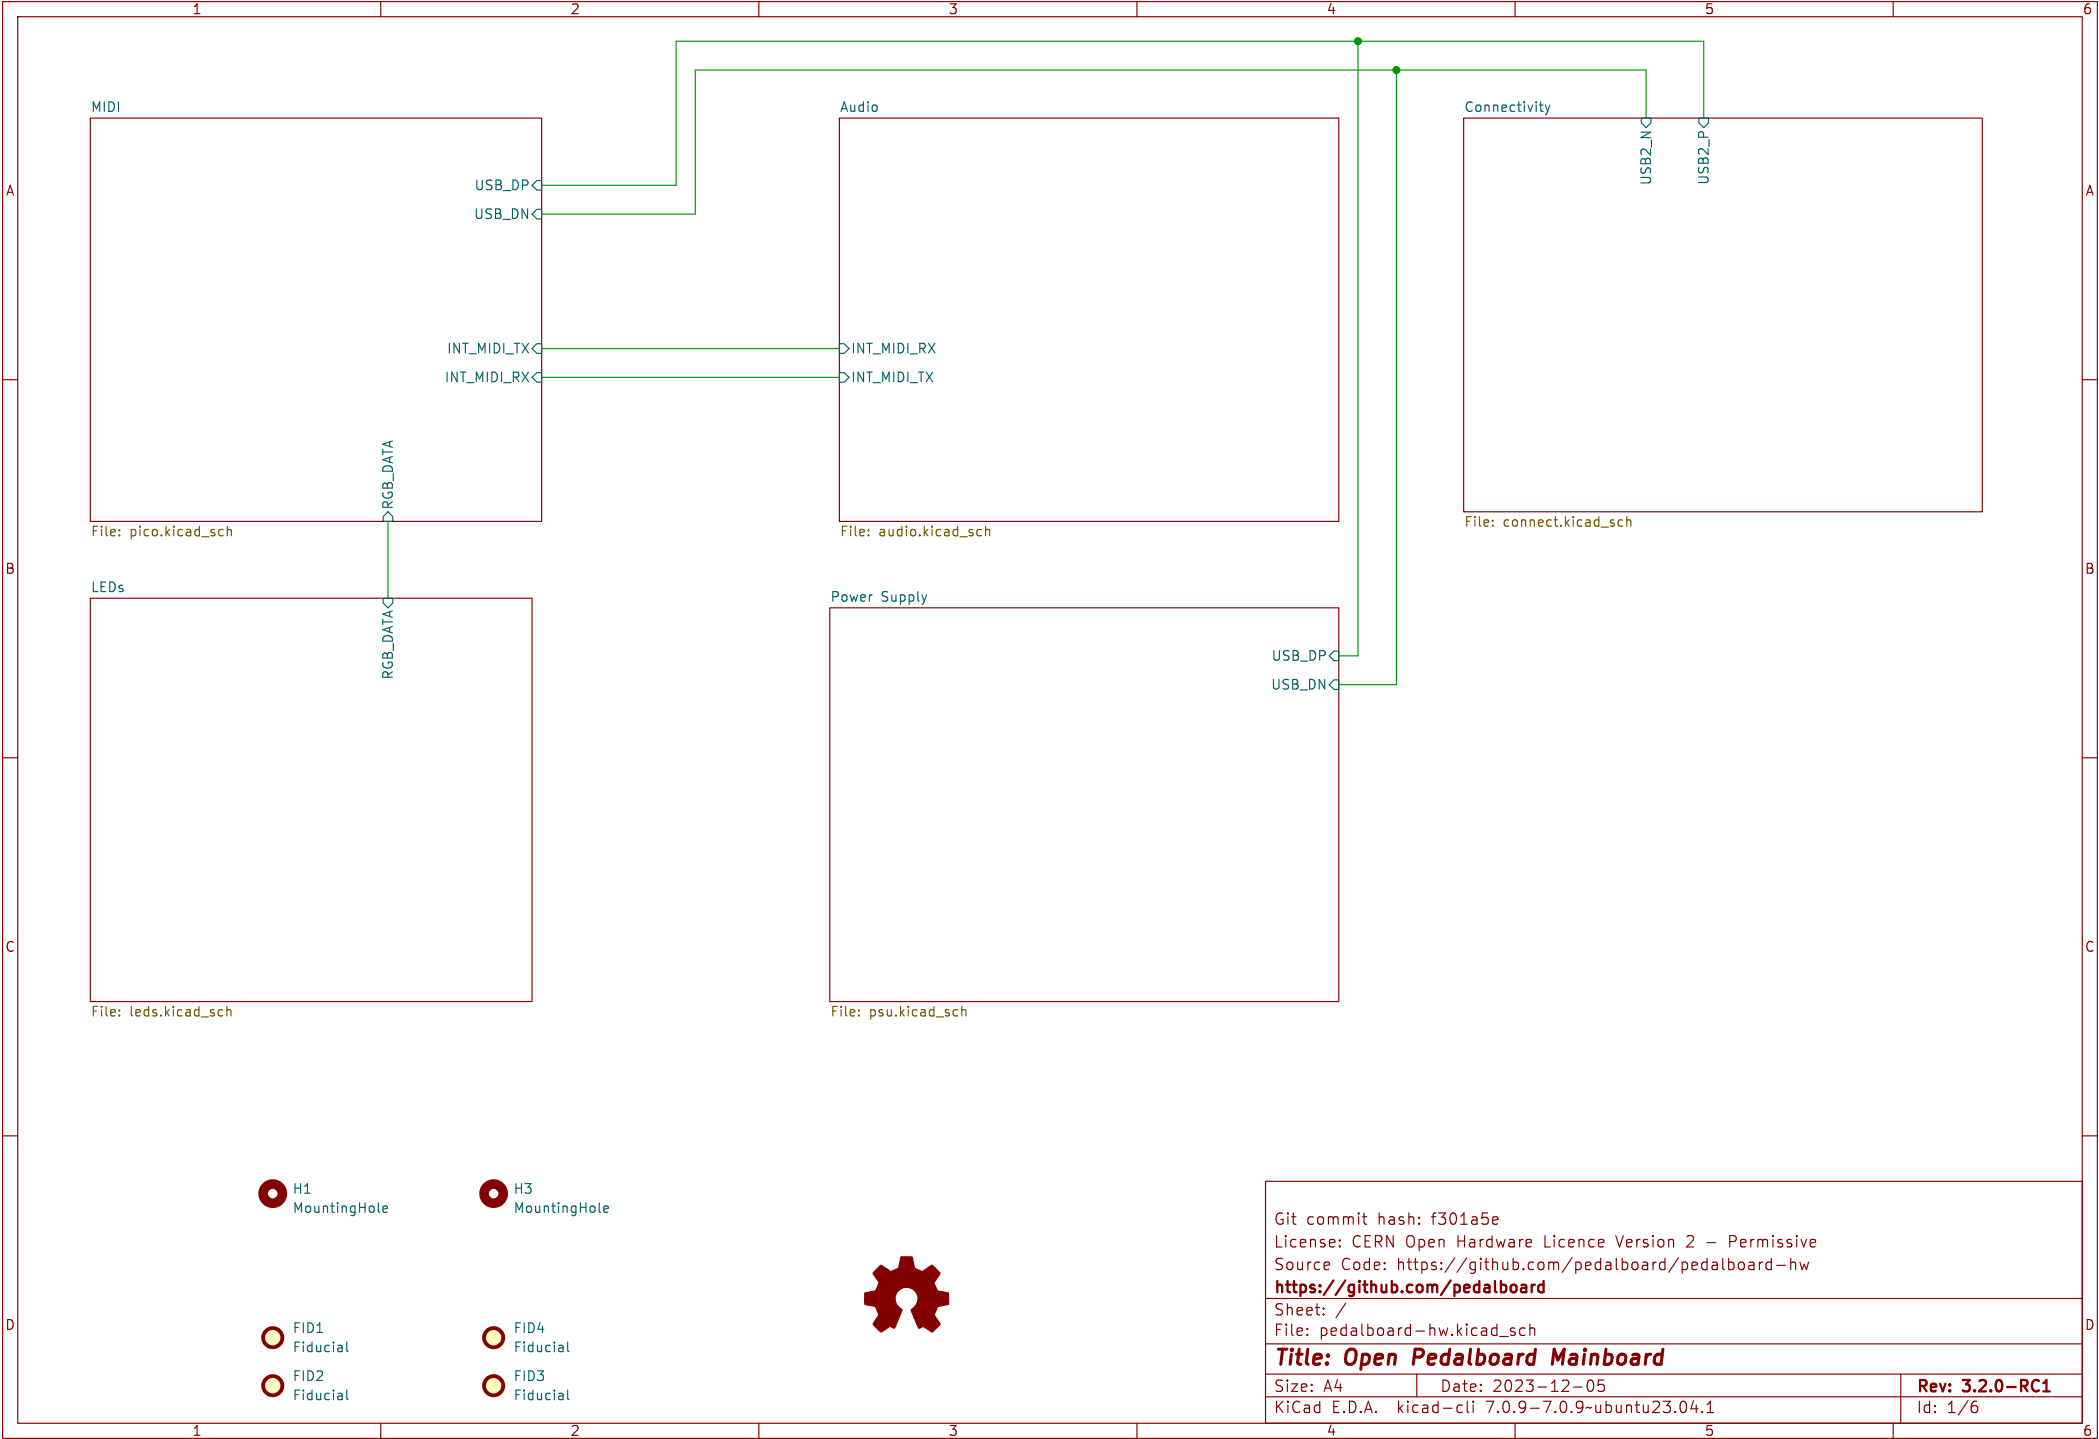 1 2 3 4 5 6
A
B
C
D
A
B
C
D
MIDI
USB_DP
USB_DN
INT_MIDI_TX
INT_MIDI_RX
RGB_DATA
File: pico.kicad_sch
Audio
INT_MIDI_RX
INT_MIDI_TX
File: audio.kicad_sch
Connectivity
USB2_N
USB2_P
File: connect.kicad_sch
LEDs
RGB_DATA
File: leds.kicad_sch
Power Supply
USB_DP
USB_DN
File: psu.kicad_sch
H1
MountingHole
H3
MountingHole
FID1
Fiducial
FID4
Fiducial
FID2
Fiducial
FID3
Fiducial
Git commit hash: f301a5e
License: CERN Open Hardware Licence Version 2 - Permissive
Source Code: https://github.com/pedalboard/pedalboard-hw
https://github.com/pedalboard
Sheet: /
File: pedalboard-hw.kicad_sch
Title: Open Pedalboard Mainboard
Size: A4 Date: 2023-12-05 Rev: 3.2.0-RC1
KiCad E.D.A. kicad-cli 7.0.9-7.0.9~ubuntu23.04.1 Id: 1/6
1 2 3 4 5 6